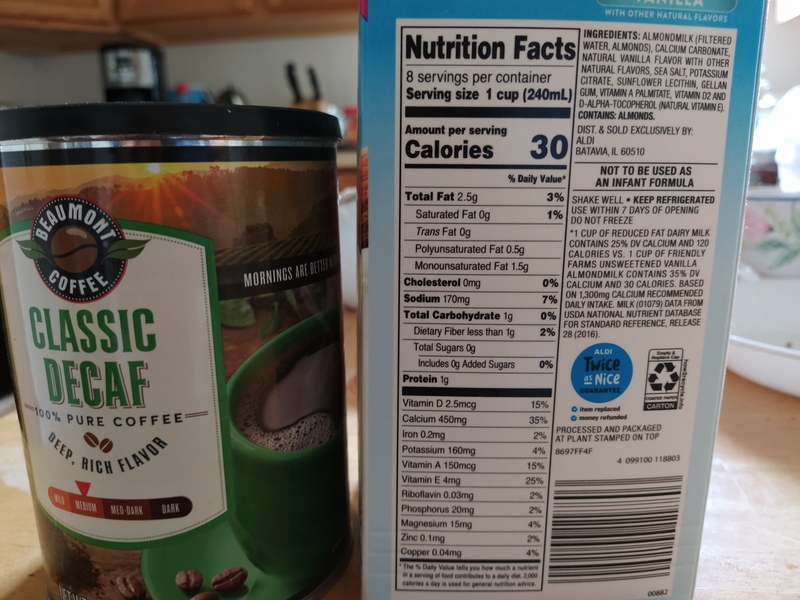 BEAUMONT
COFFEE
MORNINGS ARE BETTER
CLASSIC
DECAF
100% PURE COFFEE
DEEP, RICH FLAVOR
MILD MEDIUM MED-DARK DARK
VANILLA
WITH OTHER NATURAL FLAVORS
Nutrition Facts
8 servings per container
Serving size 1 cup (240mL)
Amount per serving
Calories 30
% Daily Value*
Total Fat 2.5g 3%
Saturated Fat 0g 1%
Trans Fat 0g
Polyunsaturated Fat 0.5g
Monounsaturated Fat 1.5g
Cholesterol 0mg 0%
Sodium 170mg 7%
Total Carbohydrate 1g 0%
Dietary Fiber less than 1g 2%
Total Sugars 0g
Includes 0g Added Sugars 0%
Protein 1g
Vitamin D 2.5mcg 15%
Calcium 450mg 35%
Iron 0.2mg 2%
Potassium 160mg 4%
Vitamin A 150mcg 15%
Vitamin E 4mg 25%
Riboflavin 0.03mg 2%
Phosphorus 20mg 2%
Magnesium 15mg 4%
Zinc 0.1mg 2%
Copper 0.04mg 4%
* The % Daily Value tells you how much a nutrient
in a serving of food contributes to a daily diet. 2,000
calories a day is used for general nutrition advice.
INGREDIENTS: ALMONDMILK (FILTERED
WATER, ALMONDS), CALCIUM CARBONATE,
NATURAL VANILLA FLAVOR WITH OTHER
NATURAL FLAVORS, SEA SALT, POTASSIUM
CITRATE, SUNFLOWER LECITHIN, GELLAN
GUM, VITAMIN A PALMITATE, VITAMIN D2 AND
D-ALPHA-TOCOPHEROL (NATURAL VITAMIN E).
CONTAINS: ALMONDS.
DIST. & SOLD EXCLUSIVELY BY:
ALDI
BATAVIA, IL 60510
NOT TO BE USED AS
AN INFANT FORMULA
SHAKE WELL • KEEP REFRIGERATED
USE WITHIN 7 DAYS OF OPENING
DO NOT FREEZE
*1 CUP OF REDUCED FAT DAIRY MILK
CONTAINS 25% DV CALCIUM AND 120
CALORIES VS. 1 CUP OF FRIENDLY
FARMS UNSWEETENED VANILLA
ALMONDMILK CONTAINS 35% DV
CALCIUM AND 30 CALORIES. BASED
ON 1,300mg CALCIUM RECOMMENDED
DAILY INTAKE. MILK (01079) DATA FROM
USDA NATIONAL NUTRIENT DATABASE
FOR STANDARD REFERENCE, RELEASE
28 (2016).
ALDI
Twice
as Nice
GUARANTEE
item replaced
money refunded
Empty &
Replace Cap
COATED PAPER
CARTON
how2recycle.info
PROCESSED AND PACKAGED
AT PLANT STAMPED ON TOP
8697FF4F
4 099100 118803
00882